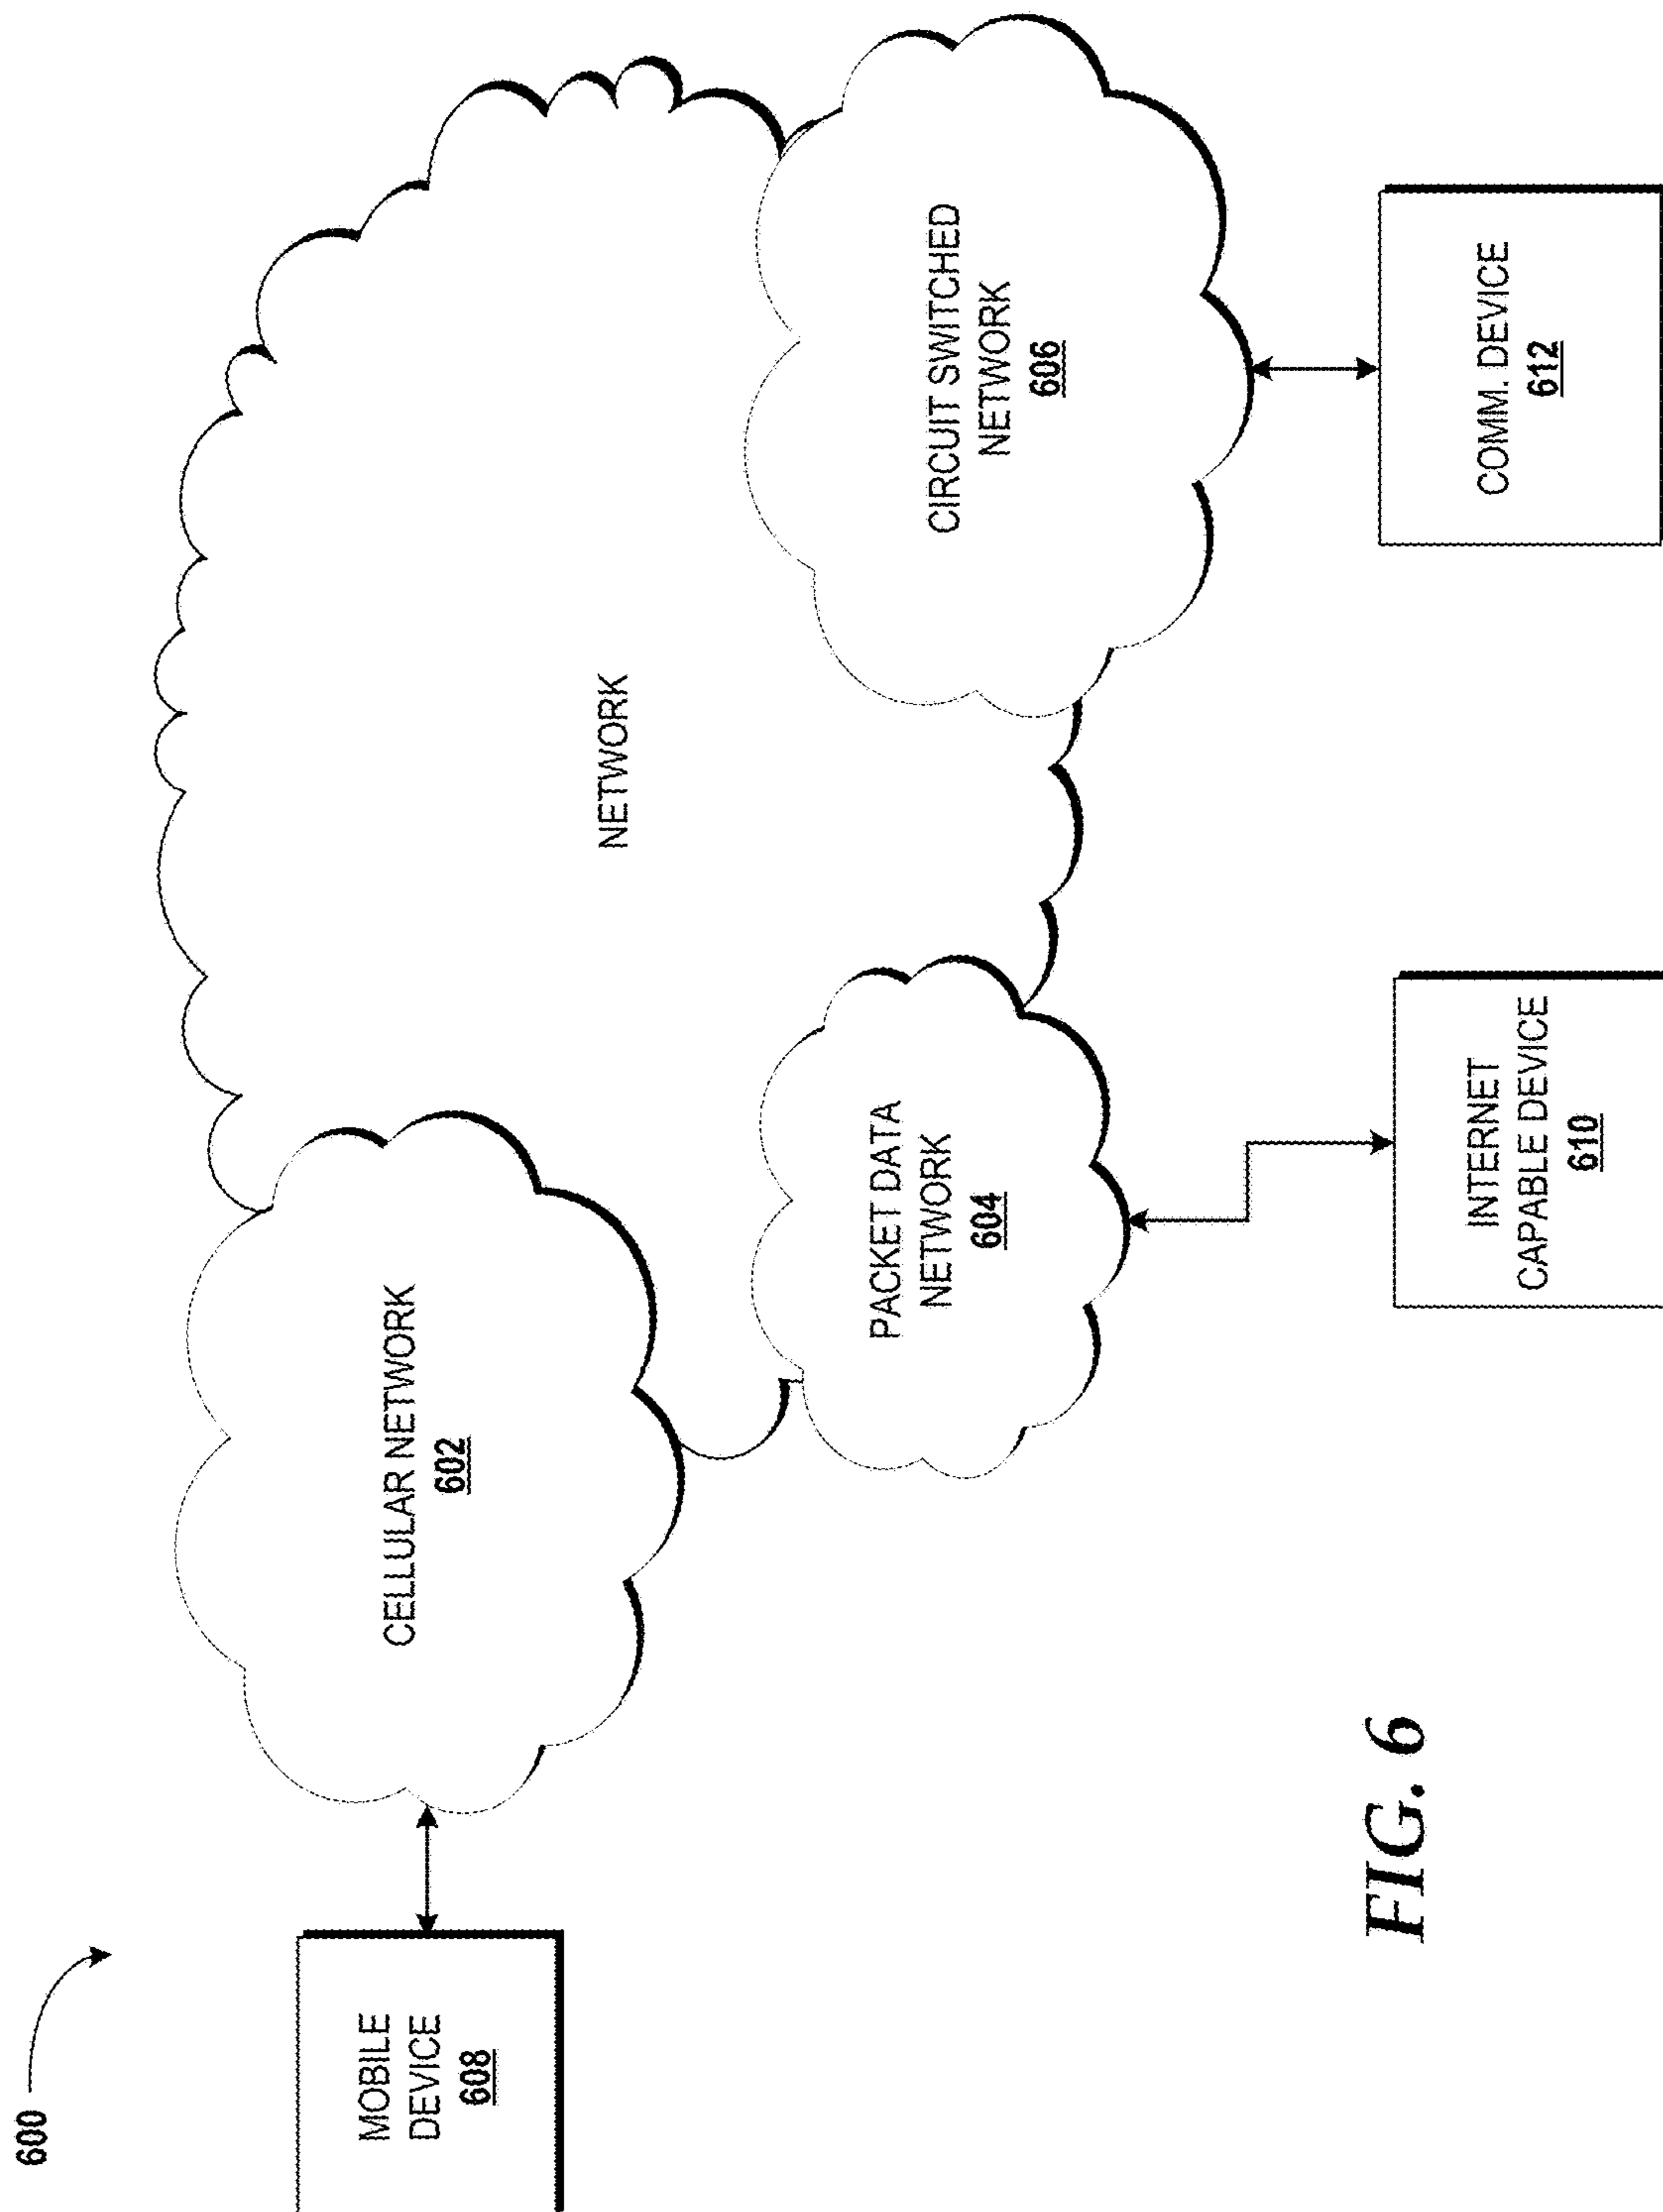 600
MOBILE
DEVICE
608
CELLULAR NETWORK
602
NETWORK
PACKET DATA
NETWORK
604
CIRCUIT SWITCHED
NETWORK
606
INTERNET
CAPABLE DEVICE
610
COMM. DEVICE
612
FIG. 6